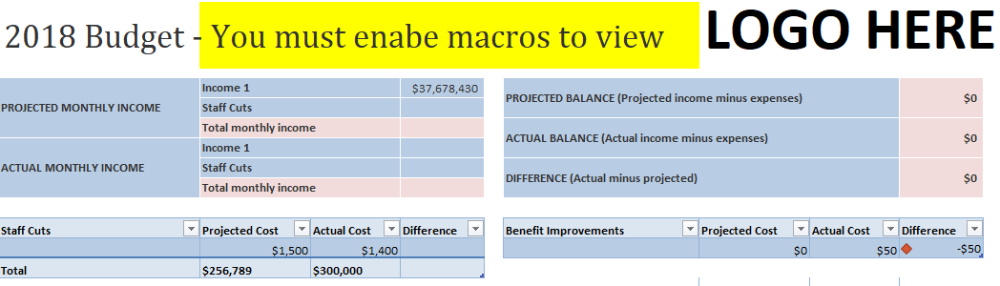 2018 Budget - You must enabe macros to view LOGO HERE
PROJECTED MONTHLY INCOME
Income 1 $37,678,430
Staff Cuts
Total monthly income
ACTUAL MONTHLY INCOME
Income 1
Staff Cuts
Total monthly income
PROJECTED BALANCE (Projected income minus expenses) $0
ACTUAL BALANCE (Actual income minus expenses) $0
DIFFERENCE (Actual minus projected) $0
Staff Cuts Projected Cost Actual Cost Difference
$1,500 $1,400
Total $256,789 $300,000
Benefit Improvements Projected Cost Actual Cost Difference
$0 $50 -$50